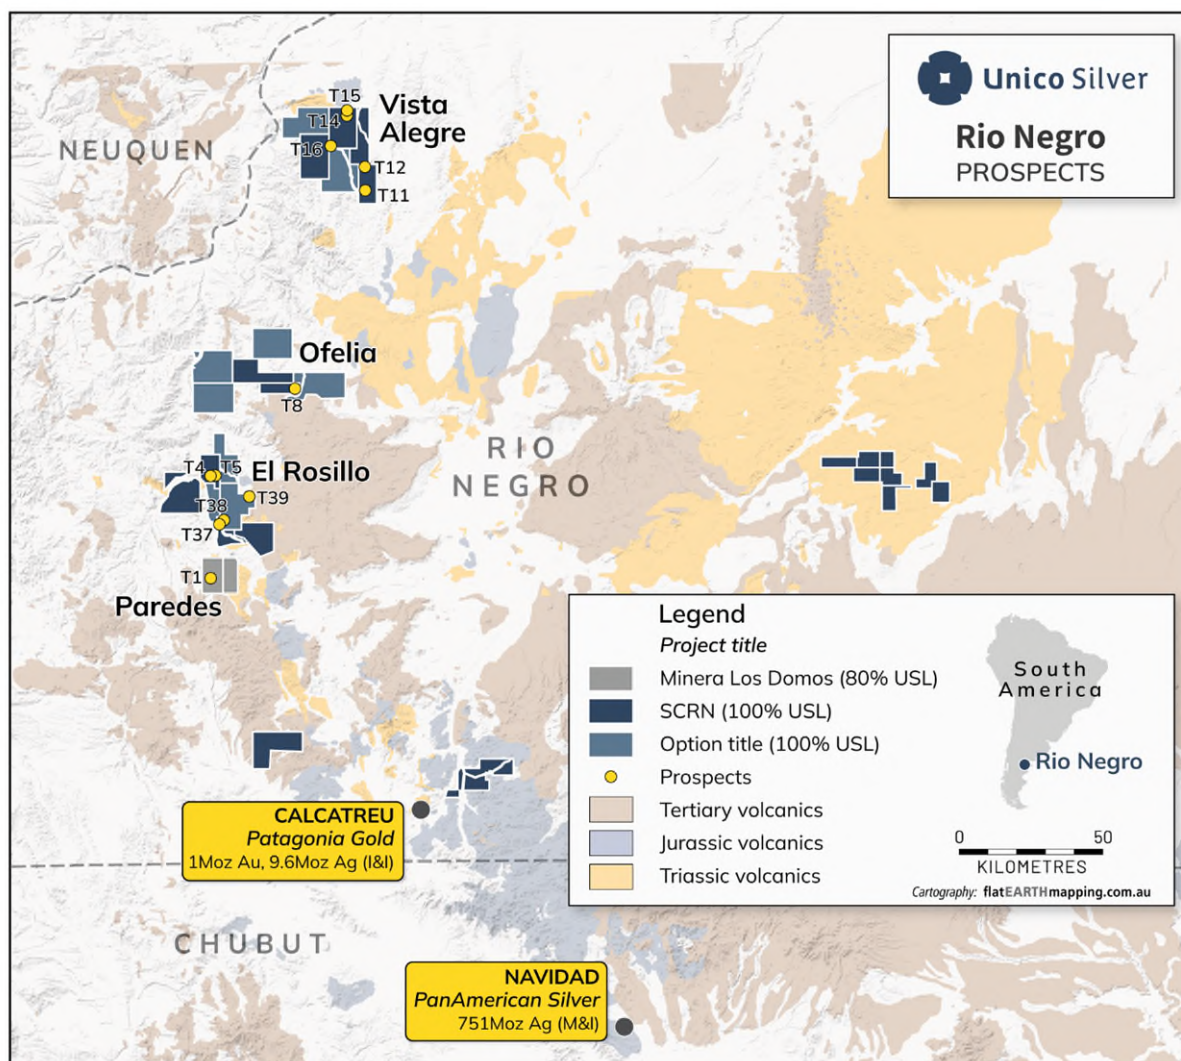 Unico Silver
Rio Negro
PROSPECTS
NEUQUEN
Vista
Alegre
T15
T14
T16
T12
T11
Ofelia
T8
RIO
NEGRO
El Rosillo
T4
T5
T39
T38
T37
T1
Paredes
Legend
Project title
Minera Los Domos (80% USL)
SCRN (100% USL)
Option title (100% USL)
Prospects
Tertiary volcanics
Jurassic volcanics
Triassic volcanics
South
America
Rio Negro
0 50
KILOMETRES
Cartography: flatEARTHmapping.com.au
CALCATREU
Patagonia Gold
1Moz Au, 9.6Moz Ag (I&I)
CHUBUT
NAVIDAD
PanAmerican Silver
751Moz Ag (M&I)